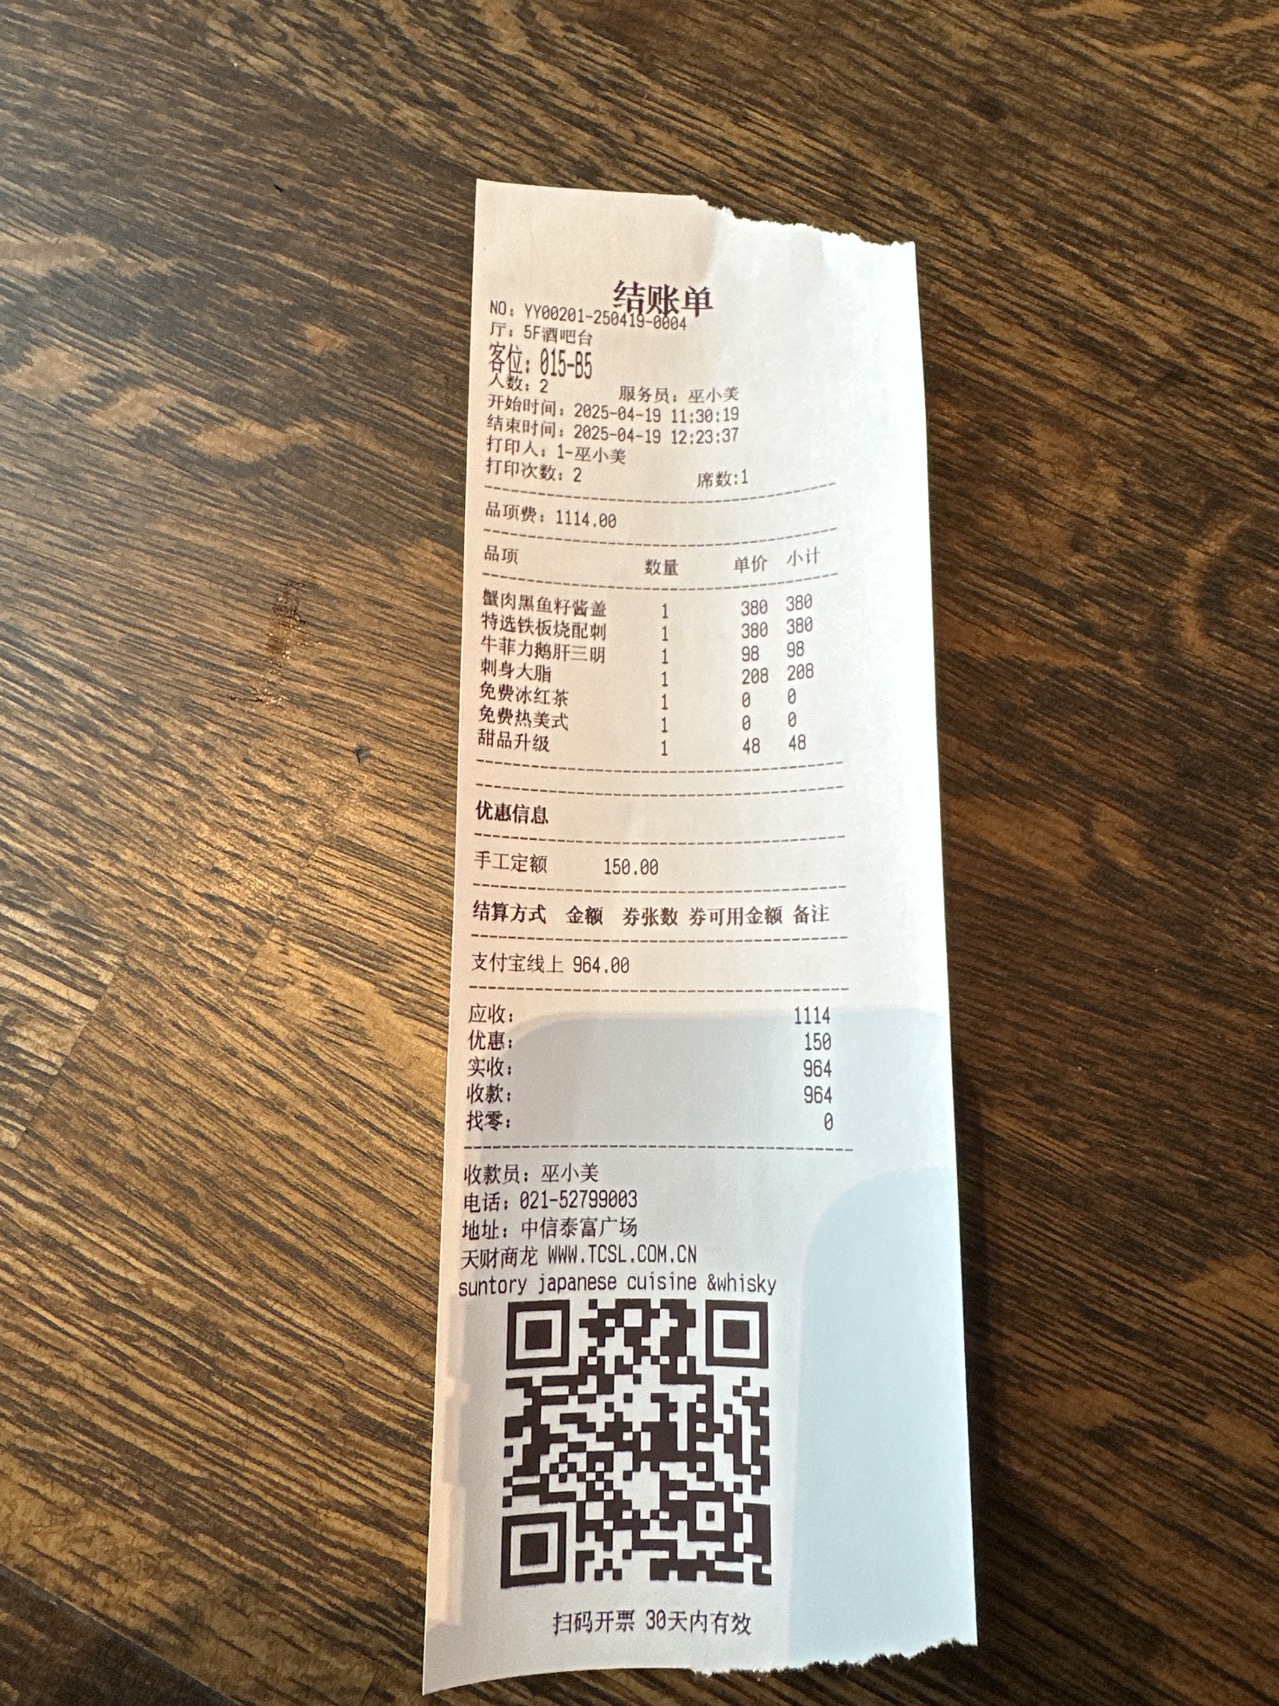 结账单
NO: YY00201-250419-0004
厅: 5F酒吧台
客位: 015-B5
人数: 2 服务员: 巫小美
开始时间: 2025-04-19 11:30:19
结束时间: 2025-04-19 12:23:37
打印人: 1-巫小美
打印次数: 2 席数:1
品项费: 1114.00
品项 数量 单价 小计
蟹肉黑鱼籽酱盖 1 380 380
特选铁板烧配刺 1 380 380
牛菲力鹅肝三明 1 98 98
刺身大脂 1 208 208
免费冰红茶 1 0 0
免费热美式 1 0 0
甜品升级 1 48 48
优惠信息
手工定额 150.00
结算方式 金额 券张数 券可用金额 备注
支付宝线上 964.00
应收: 1114
优惠: 150
实收: 964
收款: 964
找零: 0
收款员: 巫小美
电话: 021-52799003
地址: 中信泰富广场
天财商龙 WWW.TCSL.COM.CN
suntory japanese cuisine &whisky
扫码开票 30天内有效